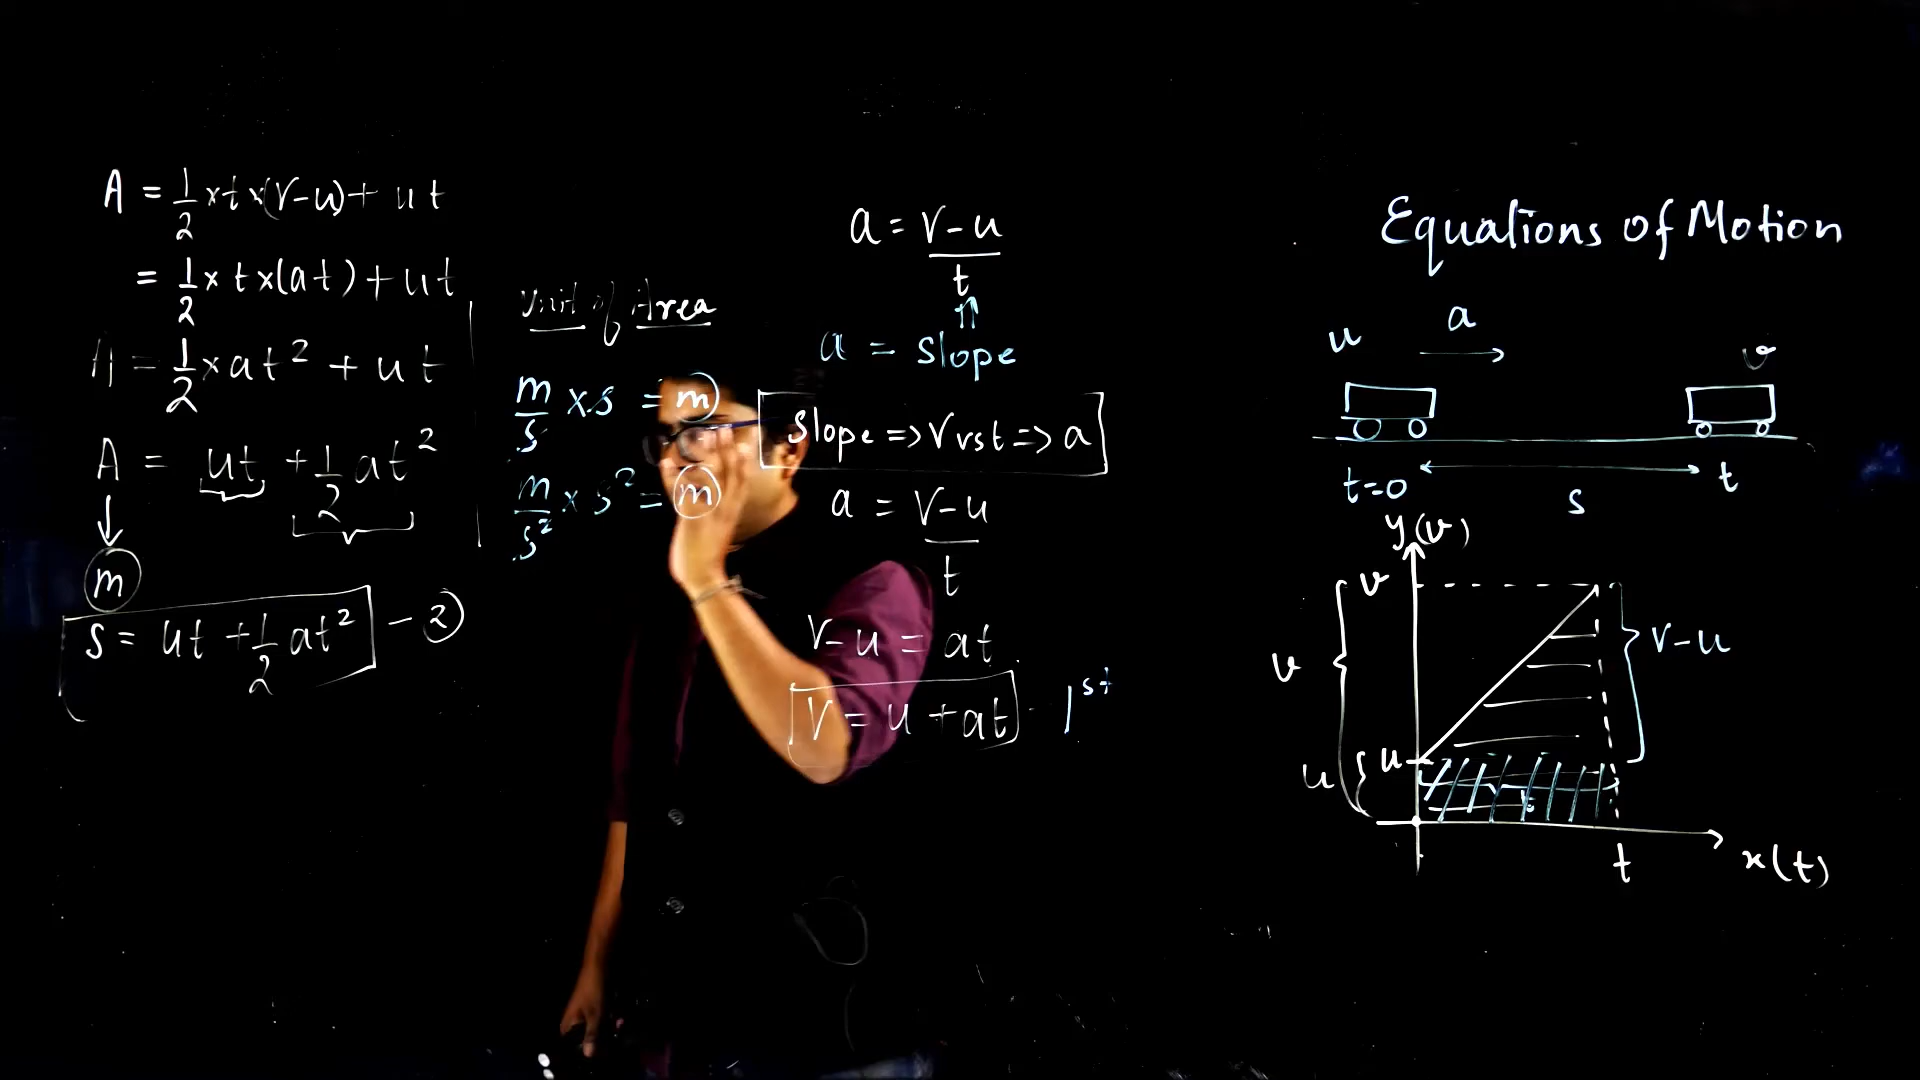 A = 1/2 × t × (V-u) + ut
= 1/2 × t × (at) + ut
A = 1/2 × at² + ut
A = ut + 1/2 at²
↓
m
s = ut + 1/2 at² - 2
Unit of Area
m/s × s = m
m/s² × s² = m
a = V-u/t
⇑
a = slope
slope => V vs t => a
a = V-u/t
V-u = at
V = u + at - 1st
Equations of Motion
u a v
t=0 s t
y(v)
v
v V-u
u u
t
t x(t)